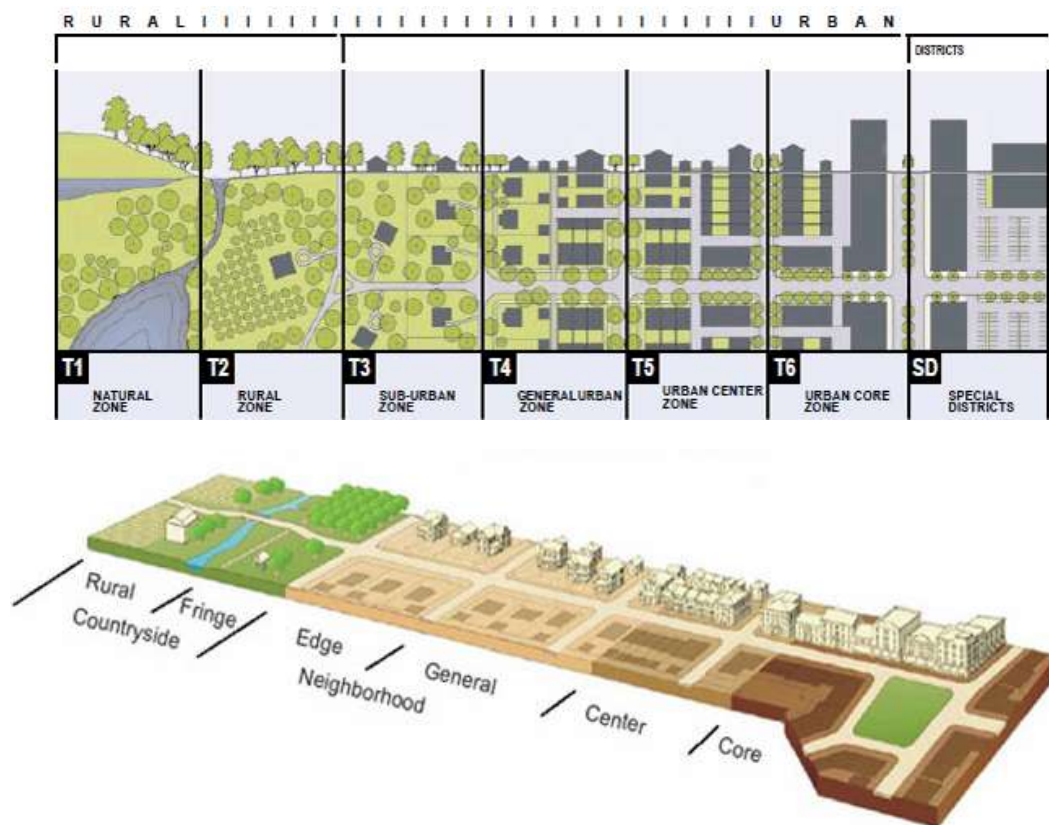 R U R A L I I I I I I I I I I I I I I I I I I I I I I U R B A N
DISTRICTS
T1 NATURAL ZONE
T2 RURAL ZONE
T3 SUB-URBAN ZONE
T4 GENERAL URBAN ZONE
T5 URBAN CENTER ZONE
T6 URBAN CORE ZONE
SD SPECIAL DISTRICTS
Rural
Fringe
Countryside
Edge
General
Neighborhood
Center
Core